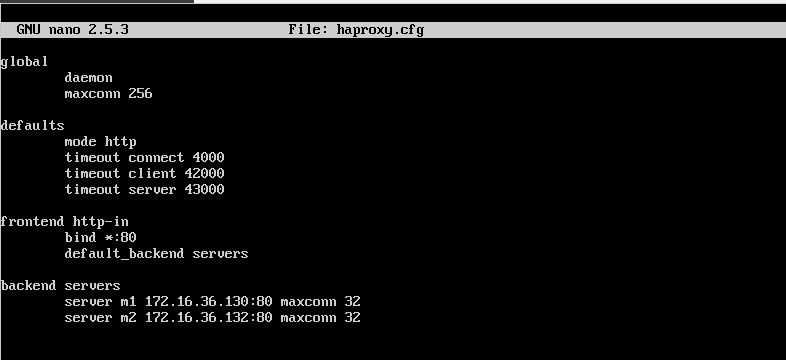 GNU nano 2.5.3 File: haproxy.cfg
global
daemon
maxconn 256
defaults
mode http
timeout connect 4000
timeout client 42000
timeout server 43000
frontend http-in
bind *:80
default_backend servers
backend servers
server m1 172.16.36.130:80 maxconn 32
server m2 172.16.36.132:80 maxconn 32